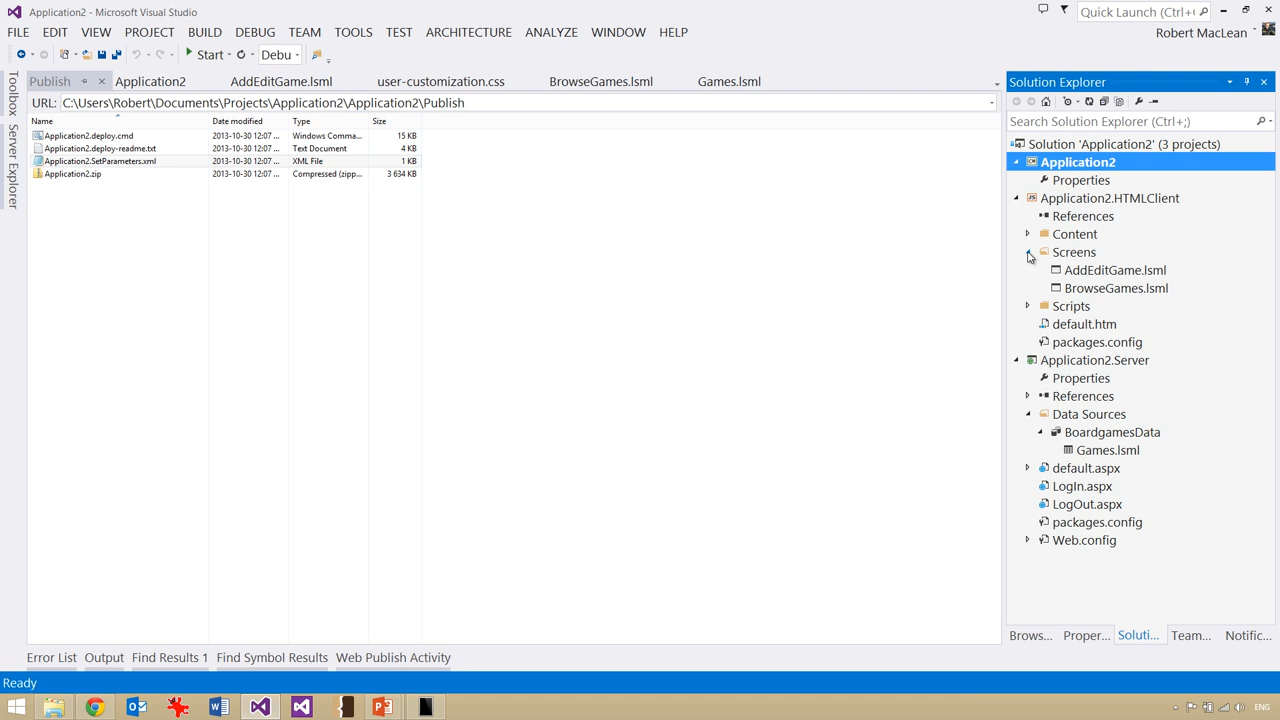 Application2 - Microsoft Visual Studio
Quick Launch (Ctrl+
FILE EDIT VIEW PROJECT BUILD DEBUG TEAM TOOLS TEST ARCHITECTURE ANALYZE WINDOW HELP
Robert MacLean
Start Debu
Toolbox
Server Explorer
Publish Application2 AddEditGame.lsml user-customization.css BrowseGames.lsml Games.lsml
URL: C:\Users\Robert\Documents\Projects\Application2\Application2\Publish
Name Date modified Type Size
Application2.deploy.cmd 2013-10-30 12:07 ... Windows Comma... 15 KB
Application2.deploy-readme.txt 2013-10-30 12:07 ... Text Document 4 KB
Application2.SetParameters.xml 2013-10-30 12:07 ... XML File 1 KB
Application2.zip 2013-10-30 12:07 ... Compressed (zipp... 3 634 KB
Solution Explorer
Search Solution Explorer (Ctrl+;)
Solution 'Application2' (3 projects)
Application2
Properties
Application2.HTMLClient
References
Content
Screens
AddEditGame.lsml
BrowseGames.lsml
Scripts
default.htm
packages.config
Application2.Server
Properties
References
Data Sources
BoardgamesData
Games.lsml
default.aspx
LogIn.aspx
LogOut.aspx
packages.config
Web.config
Brows... Proper... Soluti... Team... Notific...
Error List Output Find Results 1 Find Symbol Results Web Publish Activity
Ready
ENG